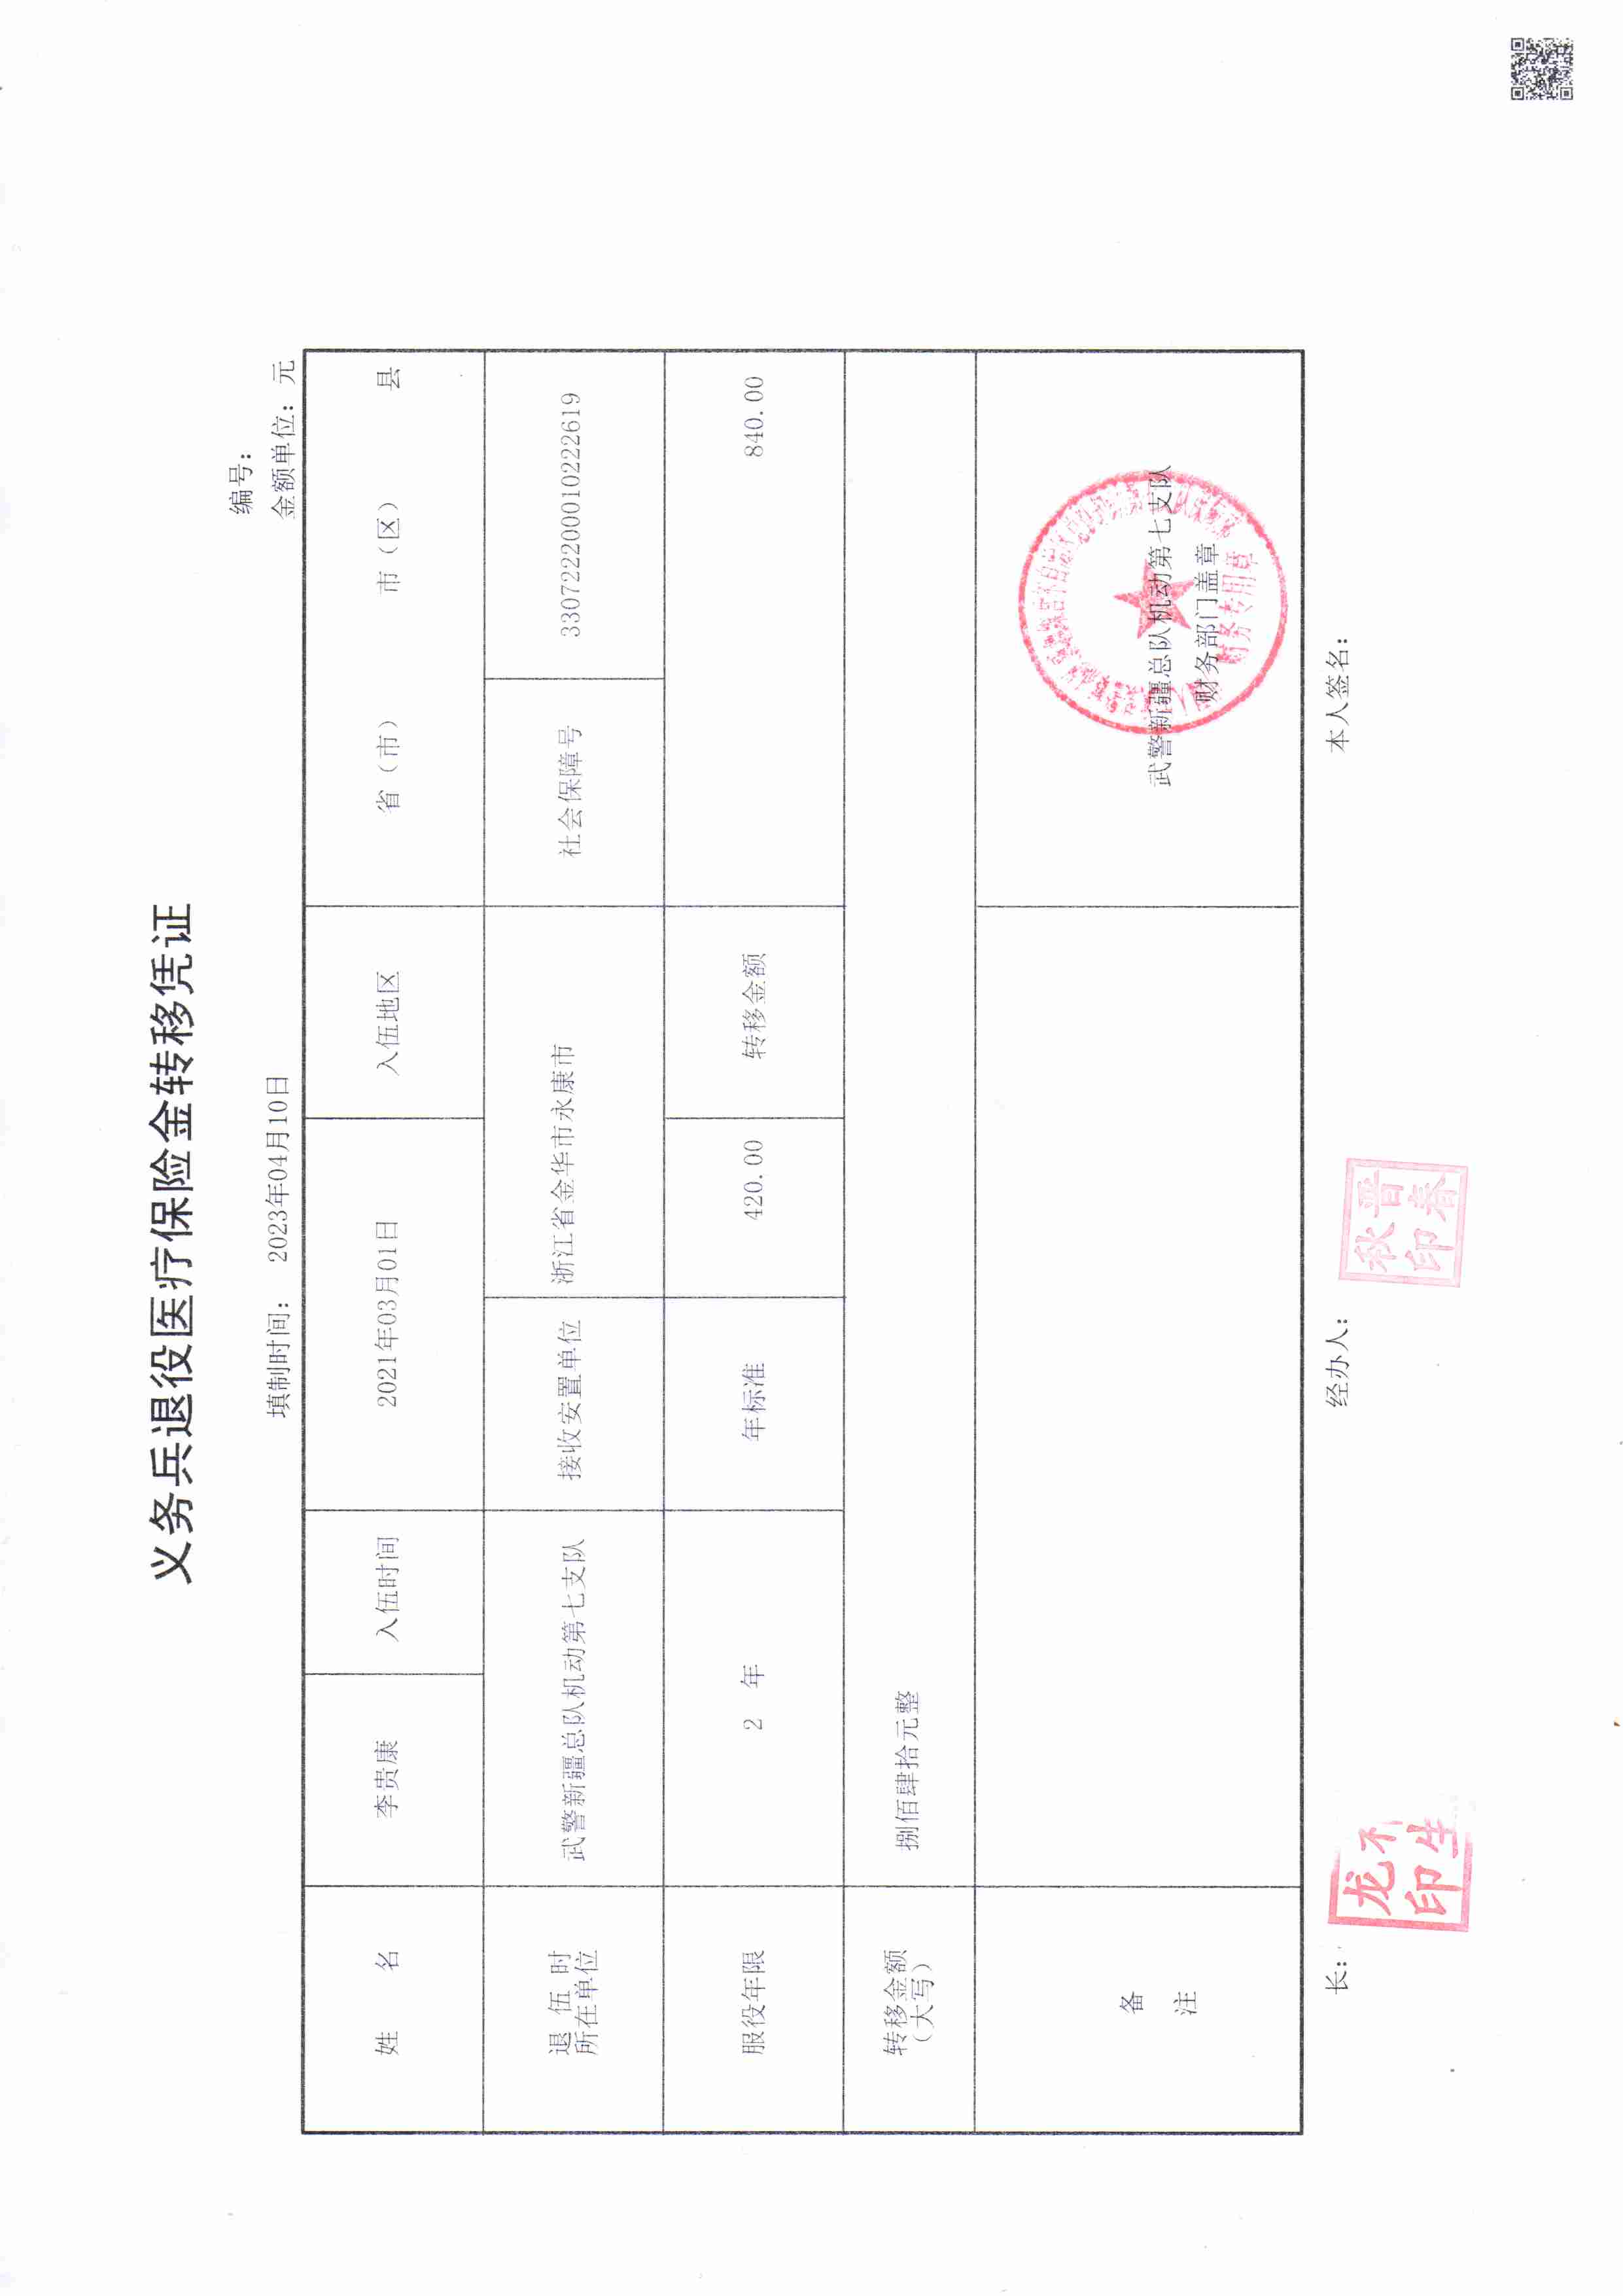 义务兵退役医疗保险金转移凭证
编号：
填制时间： 2023年04月10日 金额单位：元
姓 名 李贵康 入伍时间 2021年03月01日 入伍地区 省（市） 市（区） 县
退 伍 时
所在单位 武警新疆总队机动第七支队 接收安置单位 浙江省金华市永康市 社会保障号 33072220001022​2619
服役年限 2 年 年标准 420.00 转移金额 840.00
转移金额
（大写） 捌佰肆拾元整
备
注
武警新疆总队机动第七支队
财务部门盖章
财务专用章
长： 经办人： 本人签名：
龙
印 生
秋 晋
印 春